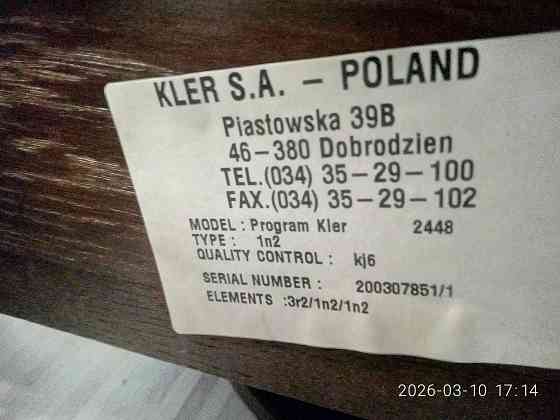 KLER S.A. – POLAND
Piastowska 39B
46–380 Dobrodzien
TEL.(034) 35–29–100
FAX.(034) 35–29–102
MODEL : Program Kler 2448
TYPE : 1n2
QUALITY CONTROL : kj6
SERIAL NUMBER : 200307851/1
ELEMENTS :3r2/1n2/1n2
2026-03-10 17:14